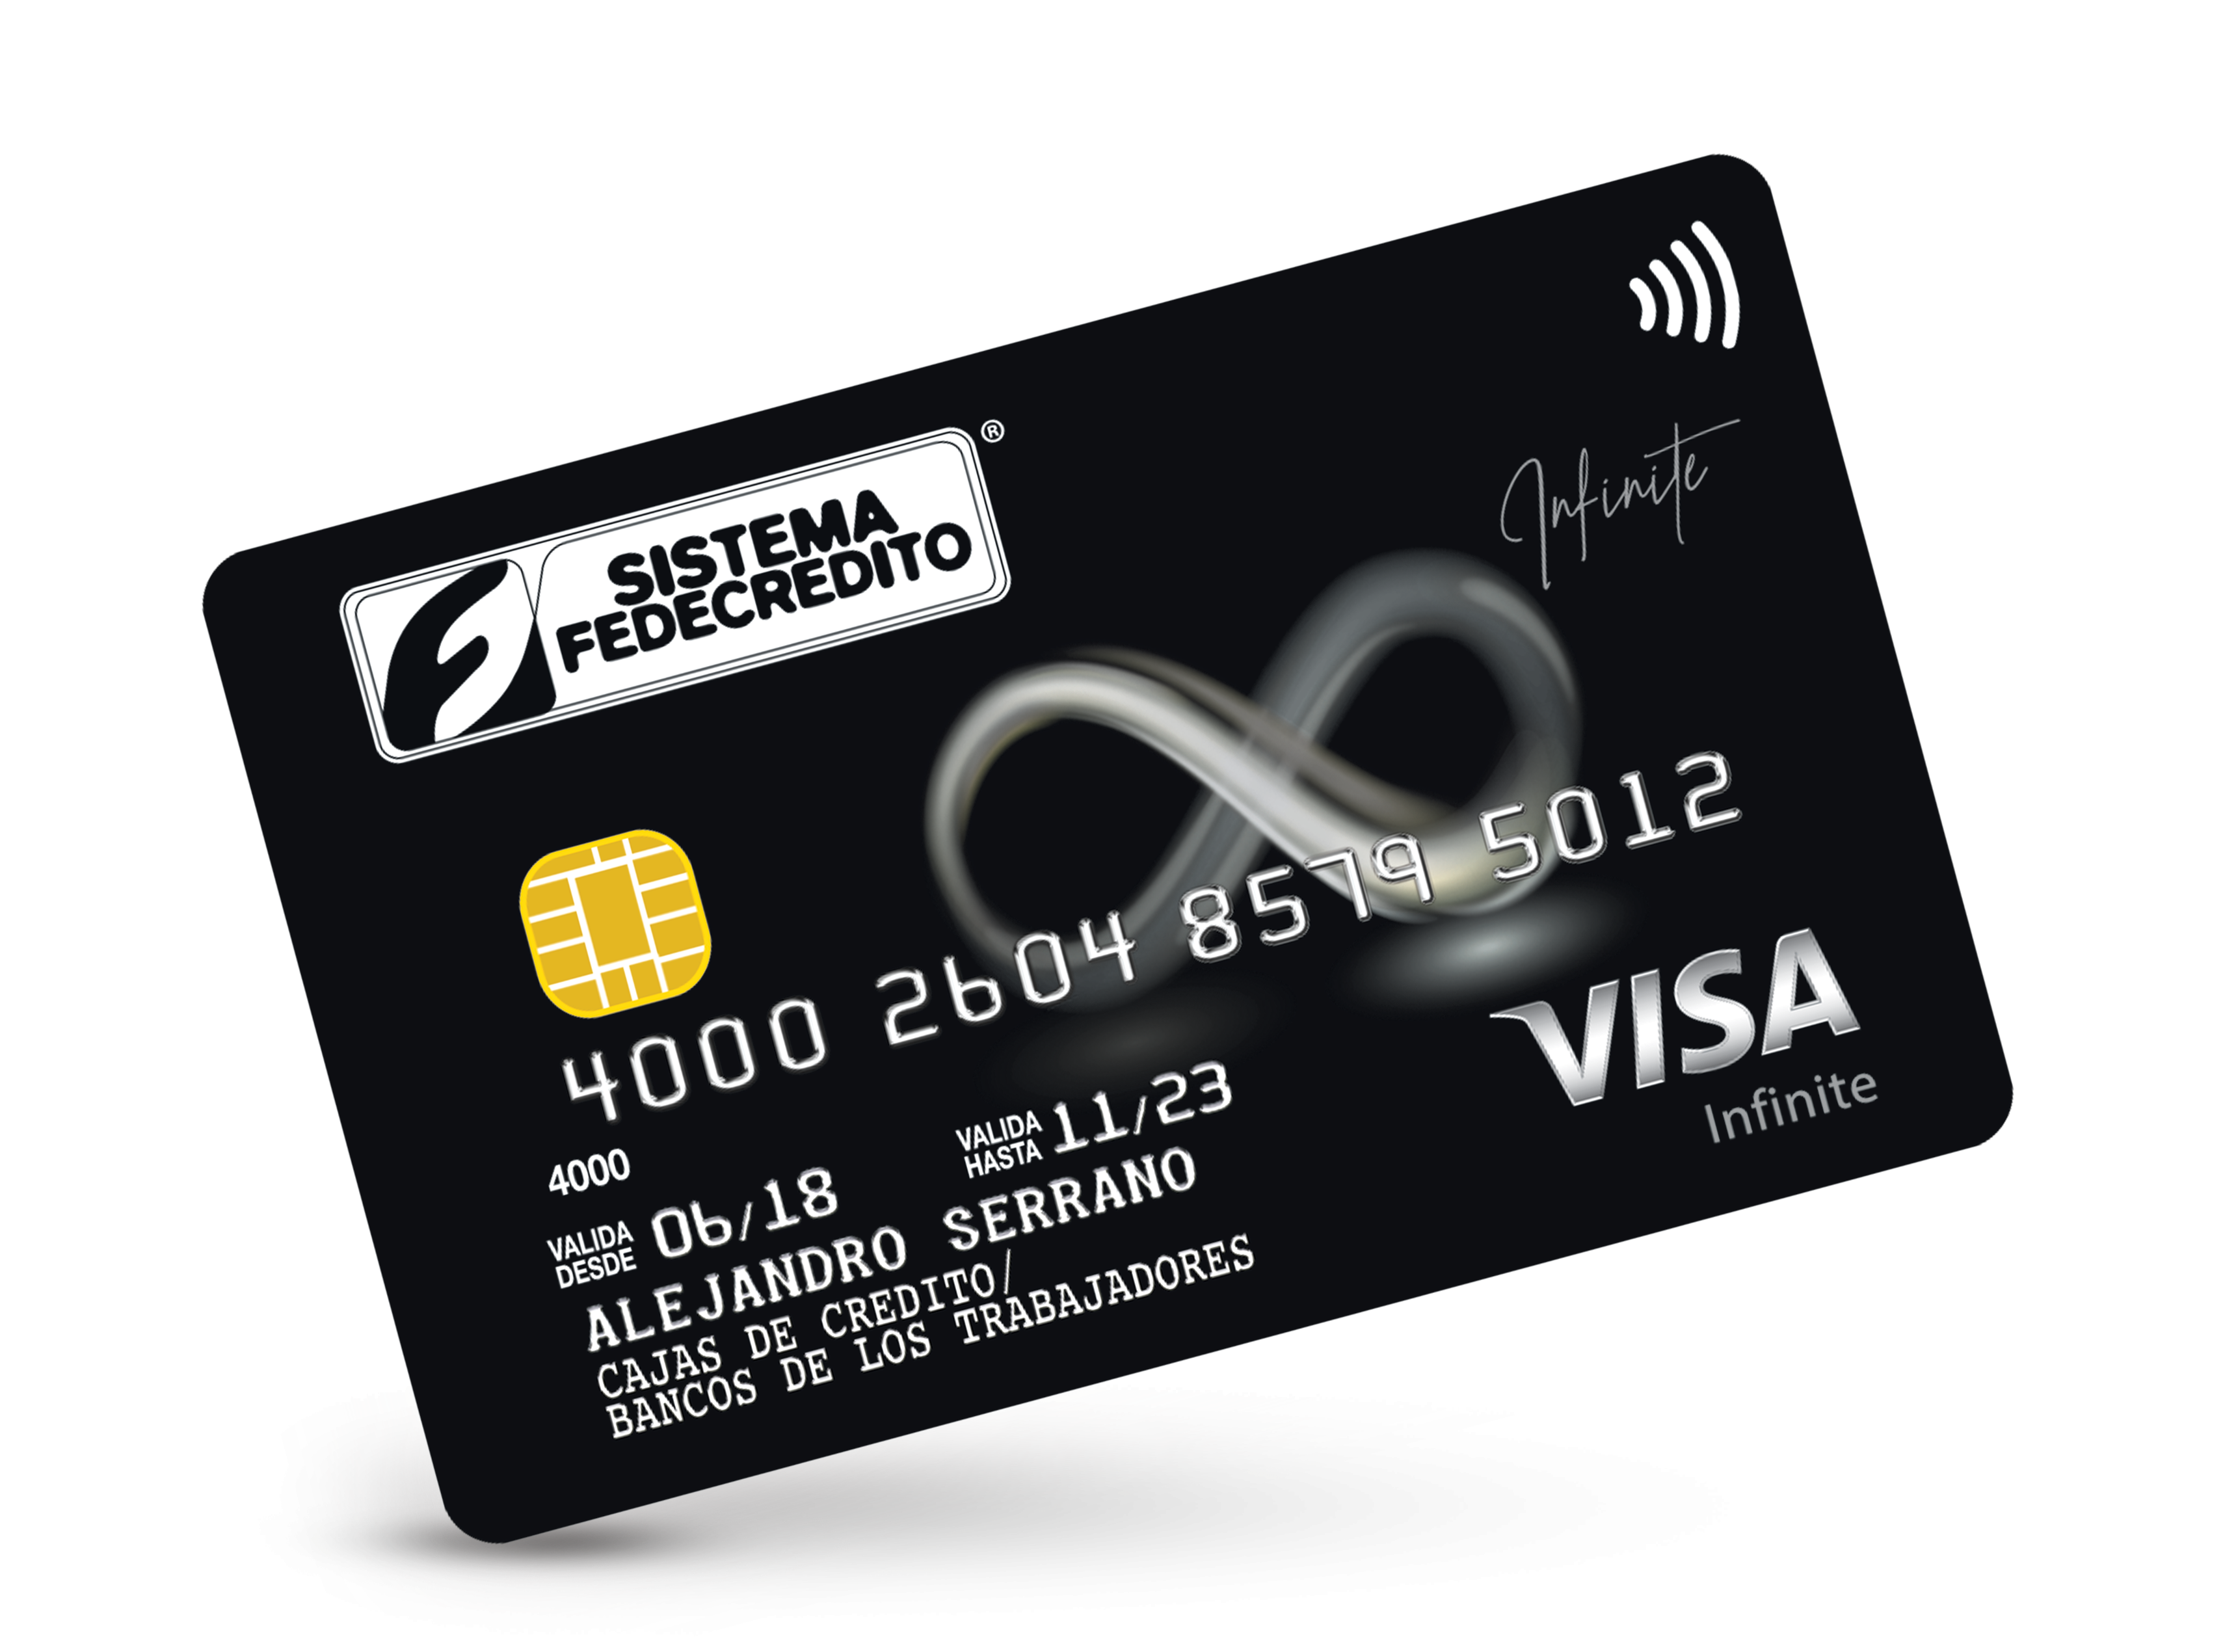 SISTEMA
FEDECREDITO
®
Infinite
4000 2604 8579 5012
4000
VALIDA
DESDE
06/18
VALIDA
HASTA
11/23
ALEJANDRO SERRANO
CAJAS DE CREDITO/
BANCOS DE LOS TRABAJADORES
VISA
Infinite